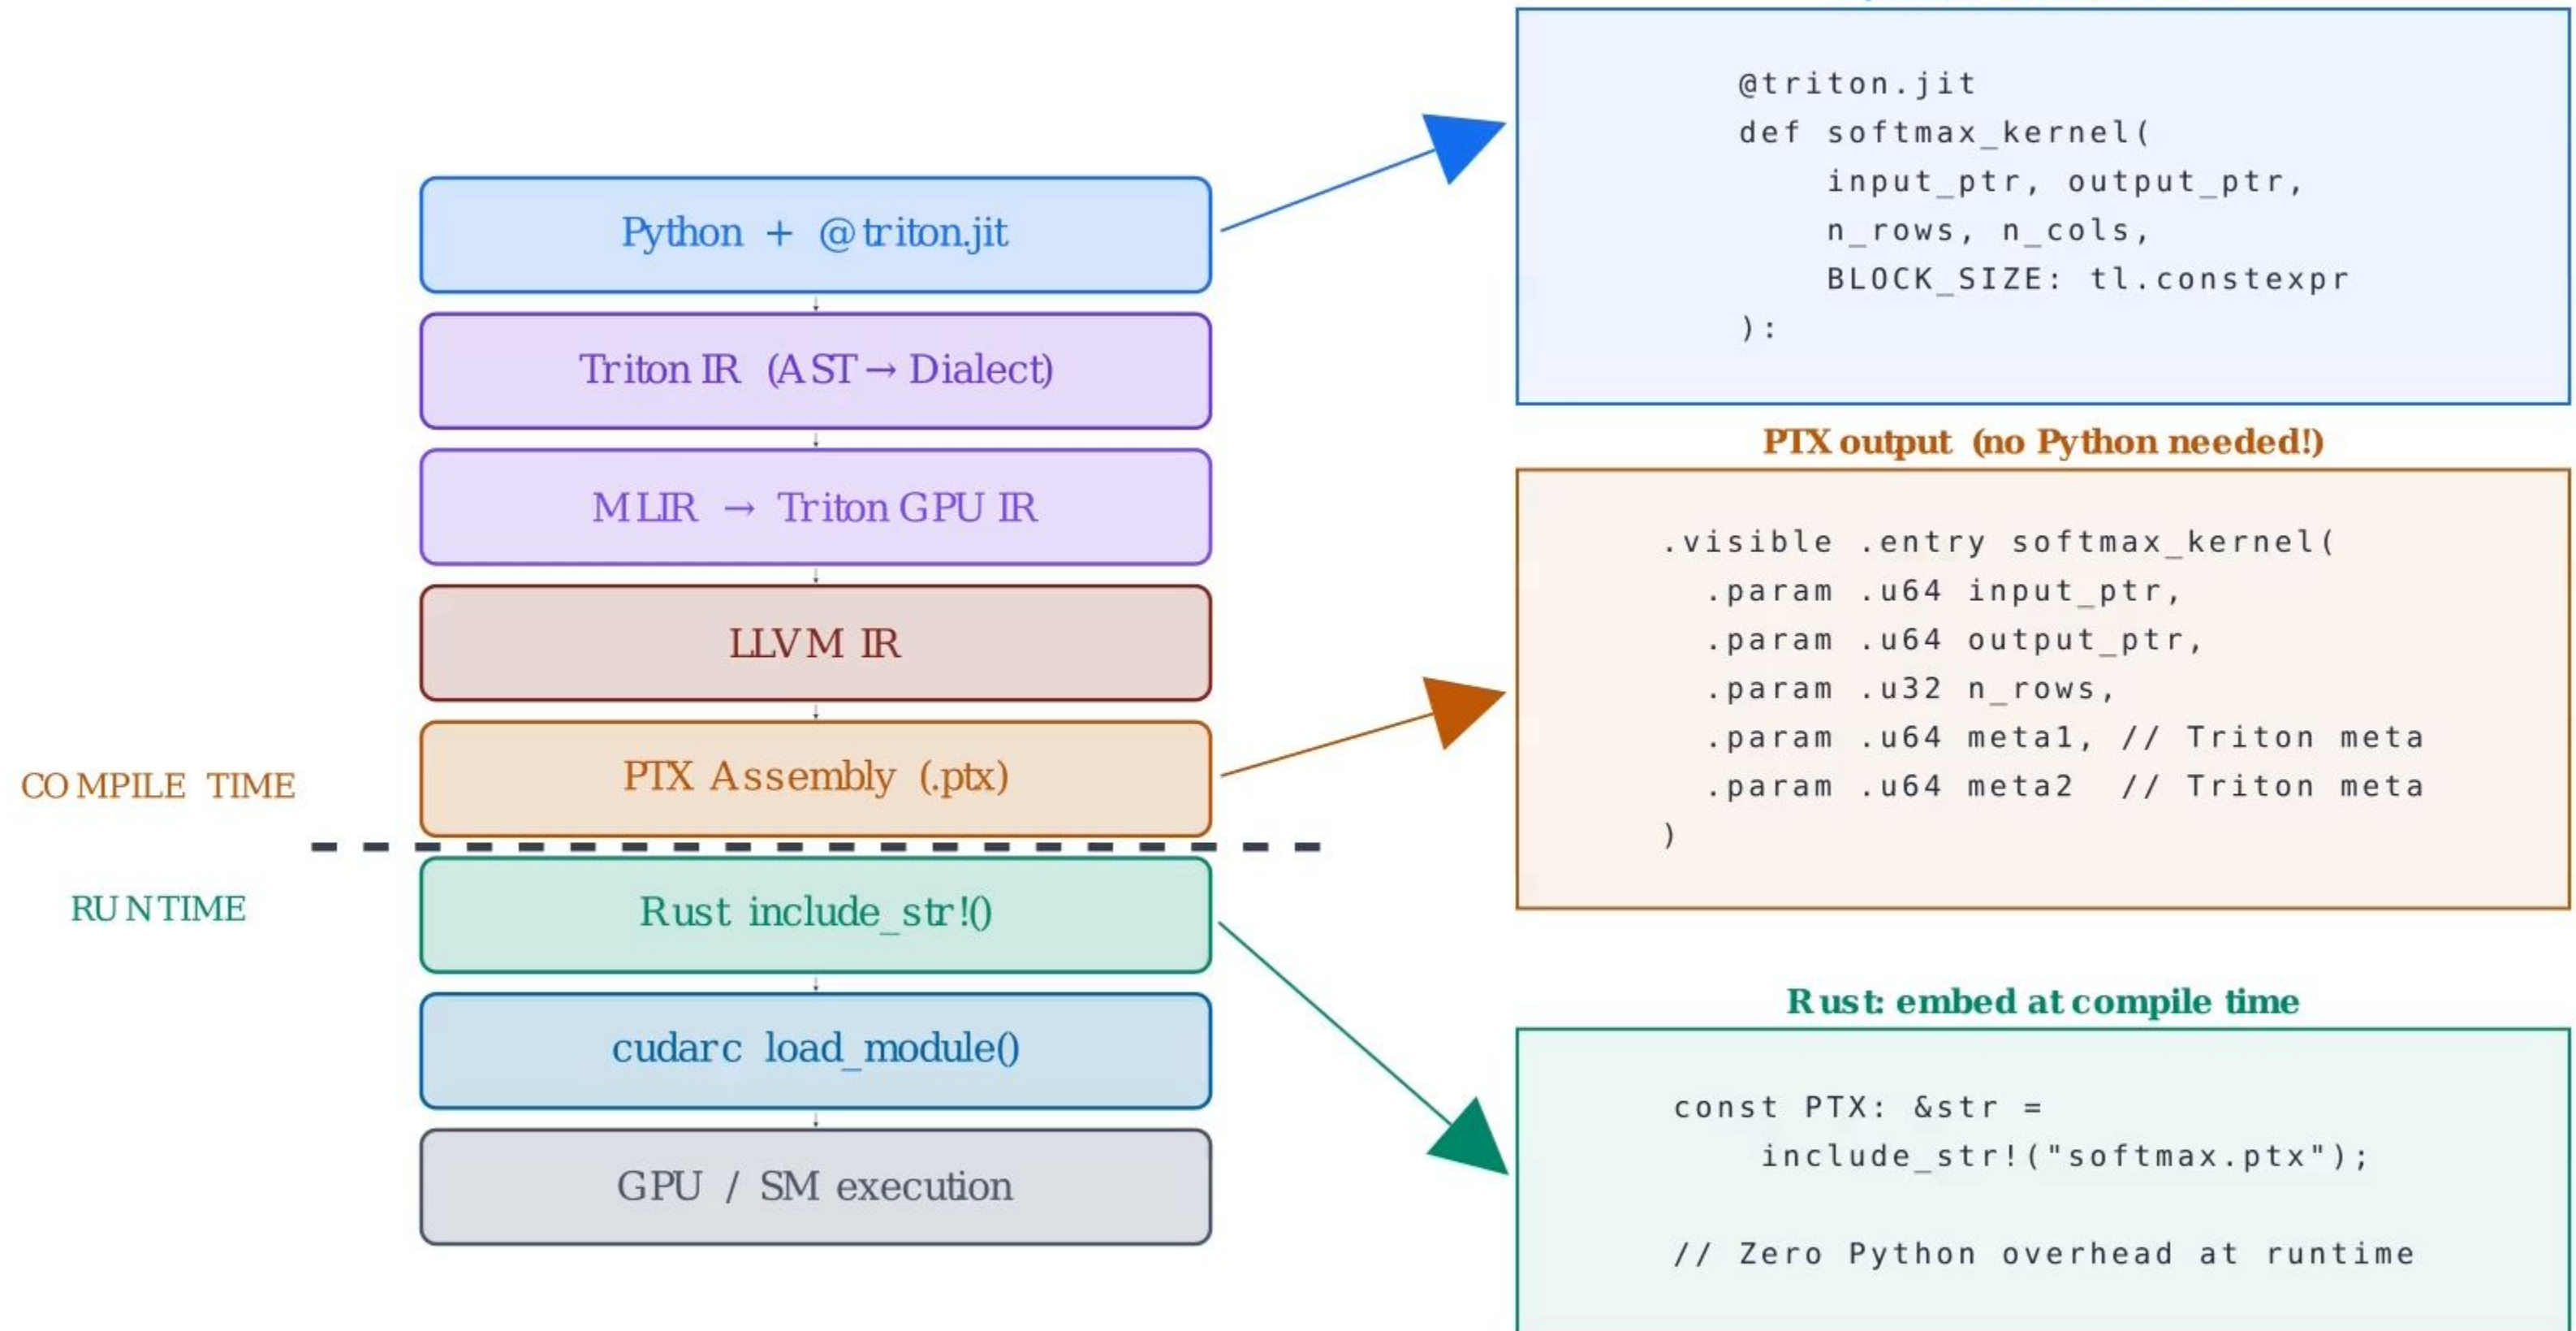 Python + @triton.jit
Triton IR (AST → Dialect)
MLIR → Triton GPU IR
LLVM IR
PTX Assembly (.ptx)
COMPILE TIME
RUNTIME
Rust include_str!()
cudarc load_module()
GPU / SM execution
@triton.jit
def softmax_kernel(
    input_ptr, output_ptr,
    n_rows, n_cols,
    BLOCK_SIZE: tl.constexpr
):
PTX output (no Python needed!)
.visible .entry softmax_kernel(
  .param .u64 input_ptr,
  .param .u64 output_ptr,
  .param .u32 n_rows,
  .param .u64 meta1, // Triton meta
  .param .u64 meta2  // Triton meta
)
Rust: embed at compile time
const PTX: &str =
    include_str!("softmax.ptx");
// Zero Python overhead at runtime